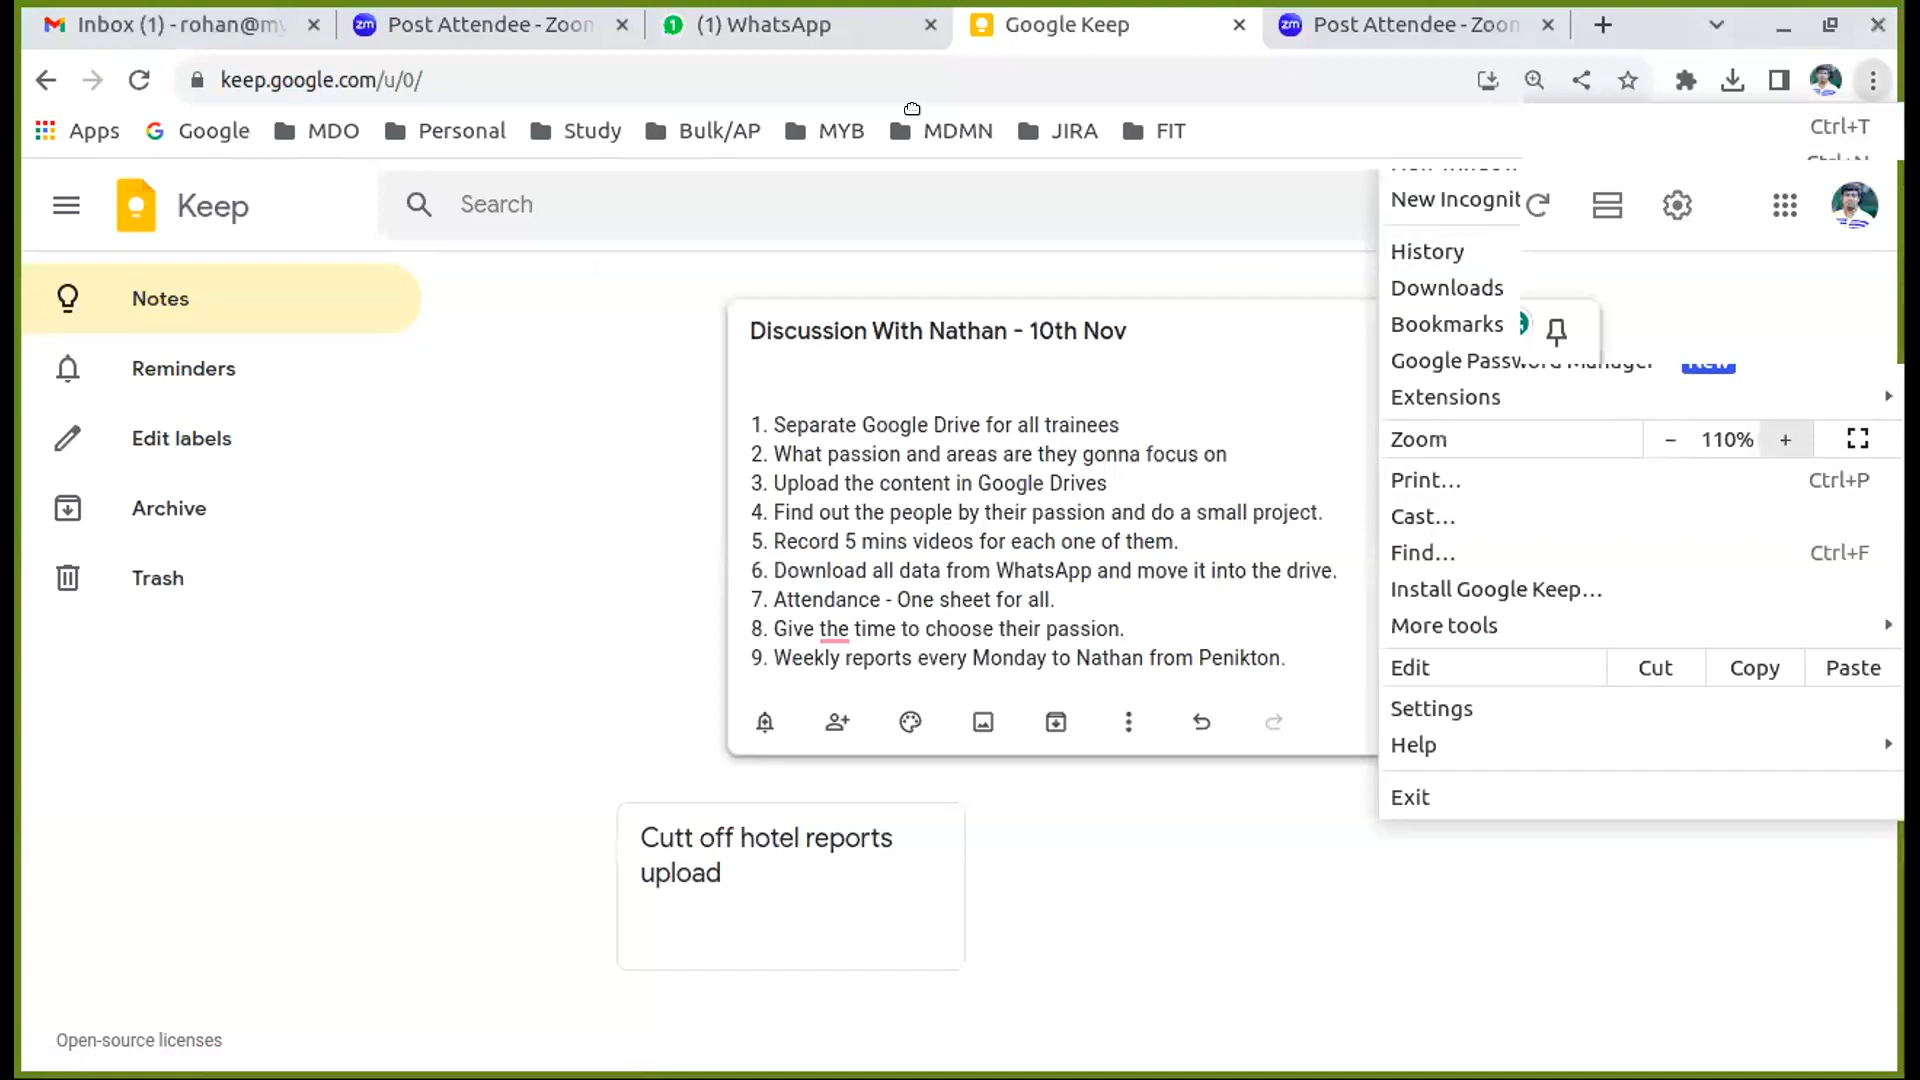 Inbox (1) - rohan@my
Post Attendee - Zoon
(1) WhatsApp
Google Keep
Post Attendee - Zoon
keep.google.com/u/0/
Apps
Google
MDO
Personal
Study
Bulk/AP
MYB
MDMN
JIRA
FIT
Ctrl+T
Ctrl+N
Keep
Search
New Incognit
History
Downloads
Bookmarks
Google Password Manager New
Extensions
Zoom - 110% +
Print... Ctrl+P
Cast...
Find... Ctrl+F
Install Google Keep...
More tools
Edit Cut Copy Paste
Settings
Help
Exit
Notes
Reminders
Edit labels
Archive
Trash
Discussion With Nathan - 10th Nov
1. Separate Google Drive for all trainees
2. What passion and areas are they gonna focus on
3. Upload the content in Google Drives
4. Find out the people by their passion and do a small project.
5. Record 5 mins videos for each one of them.
6. Download all data from WhatsApp and move it into the drive.
7. Attendance - One sheet for all.
8. Give the time to choose their passion.
9. Weekly reports every Monday to Nathan from Penikton.
Cutt off hotel reports
upload
Open-source licenses